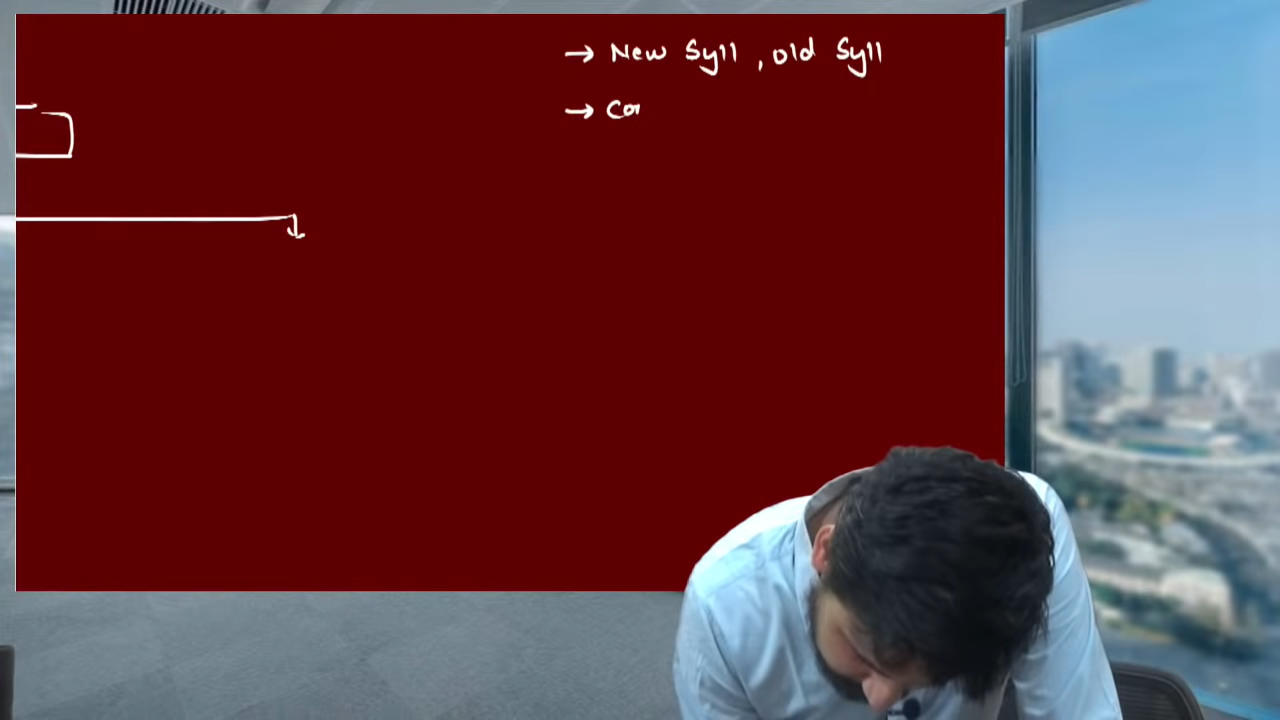 → New Syll, old Syll
→ Co